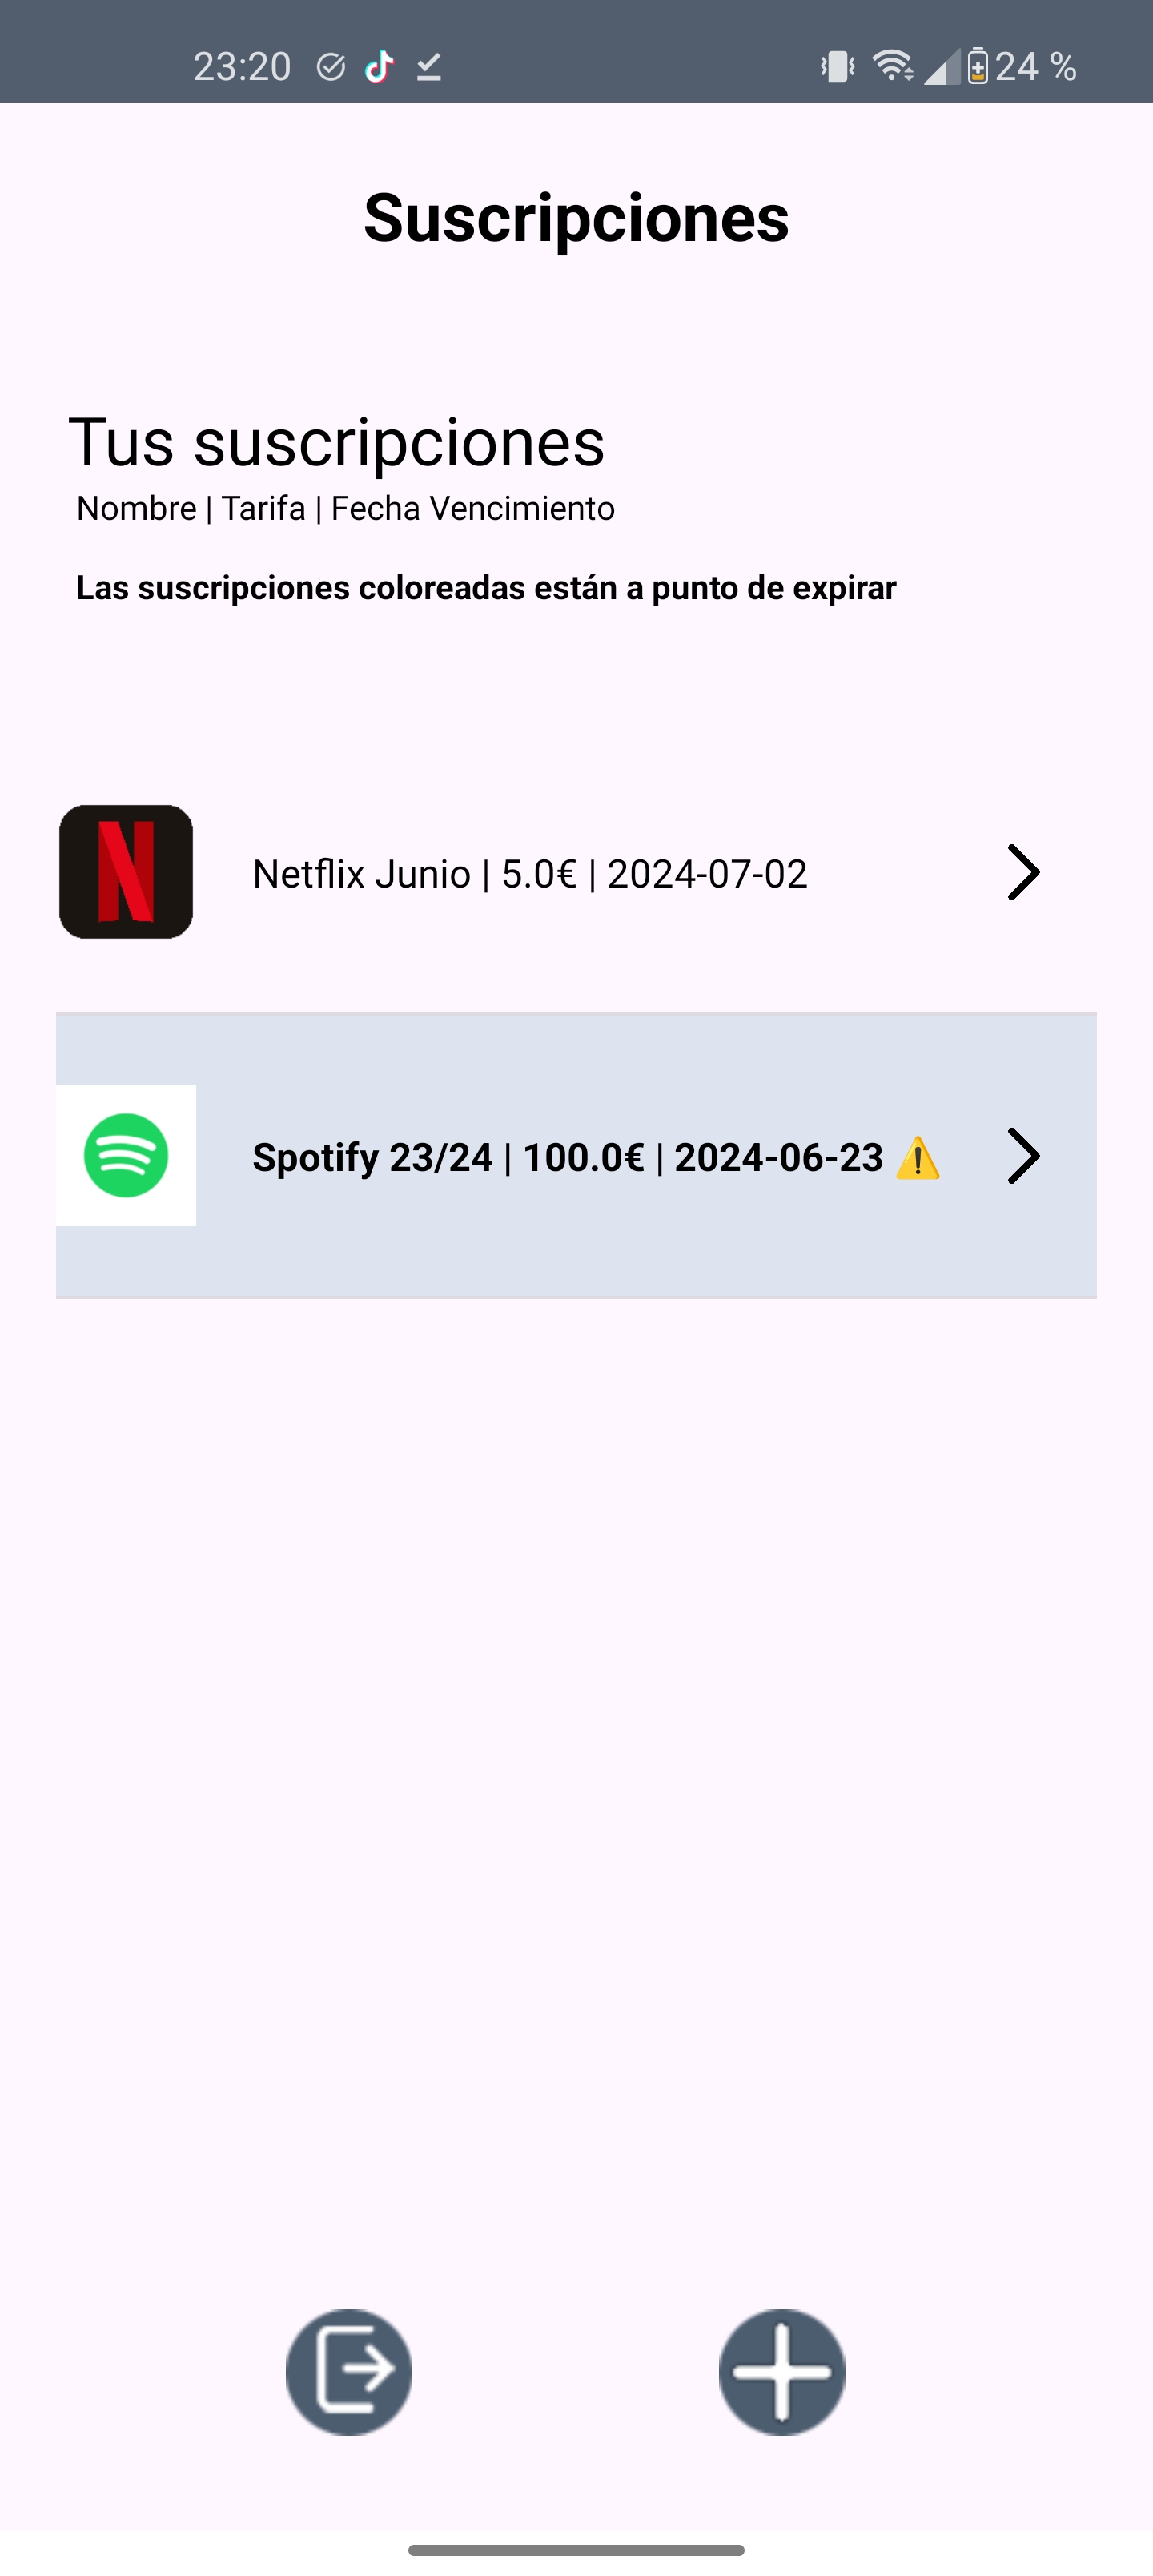 23:20 24 %
Suscripciones
Tus suscripciones
Nombre | Tarifa | Fecha Vencimiento
Las suscripciones coloreadas están a punto de expirar
Netflix Junio | 5.0€ | 2024-07-02
Spotify 23/24 | 100.0€ | 2024-06-23 ⚠️